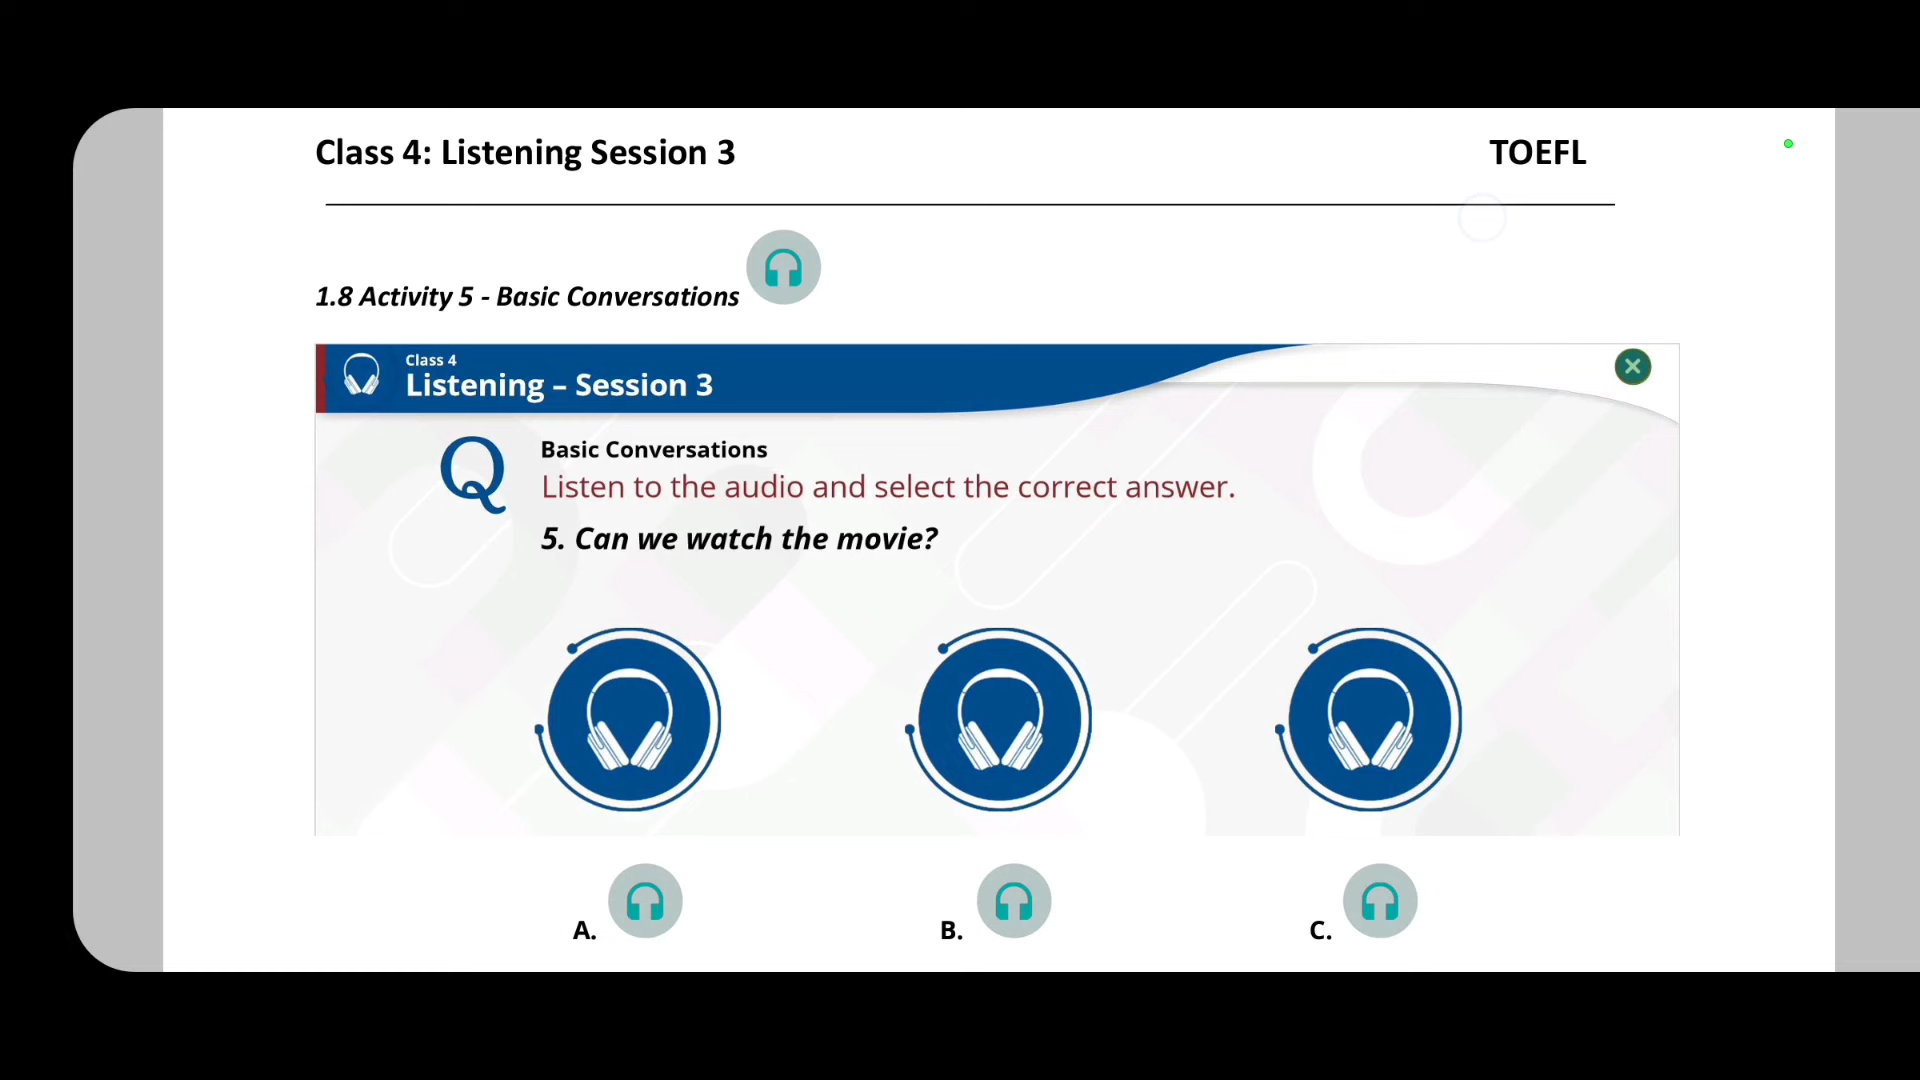 Class 4: Listening Session 3 TOEFL
1.8 Activity 5 - Basic Conversations
Class 4
Listening – Session 3
Q
Basic Conversations
Listen to the audio and select the correct answer.
5. Can we watch the movie?
A. B. C.